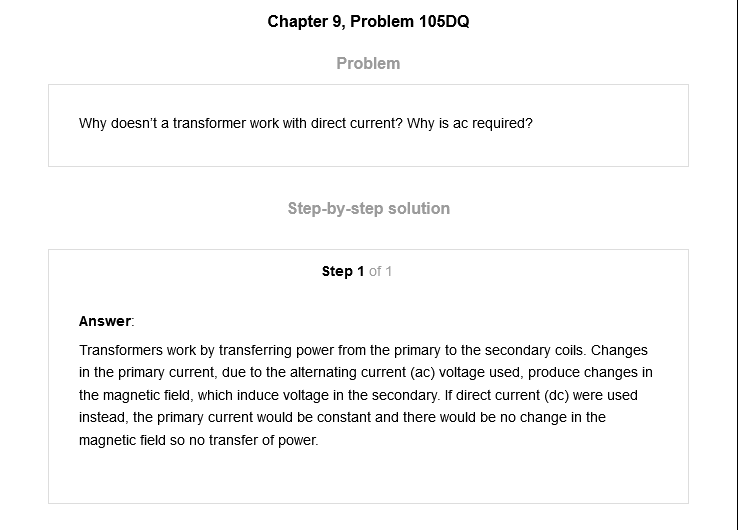 Chapter 9, Problem 105DQ
Problem
Why doesn't a transformer work with direct current? Why is ac required?
Step-by-step solution
Step 1 of 1
Answer:
Transformers work by transferring power from the primary to the secondary coils. Changes
in the primary current, due to the alternating current (ac) voltage used, produce changes in
the magnetic field, which induce voltage in the secondary. If direct current (dc) were used
instead, the primary current would be constant and there would be no change in the
magnetic field so no transfer of power.